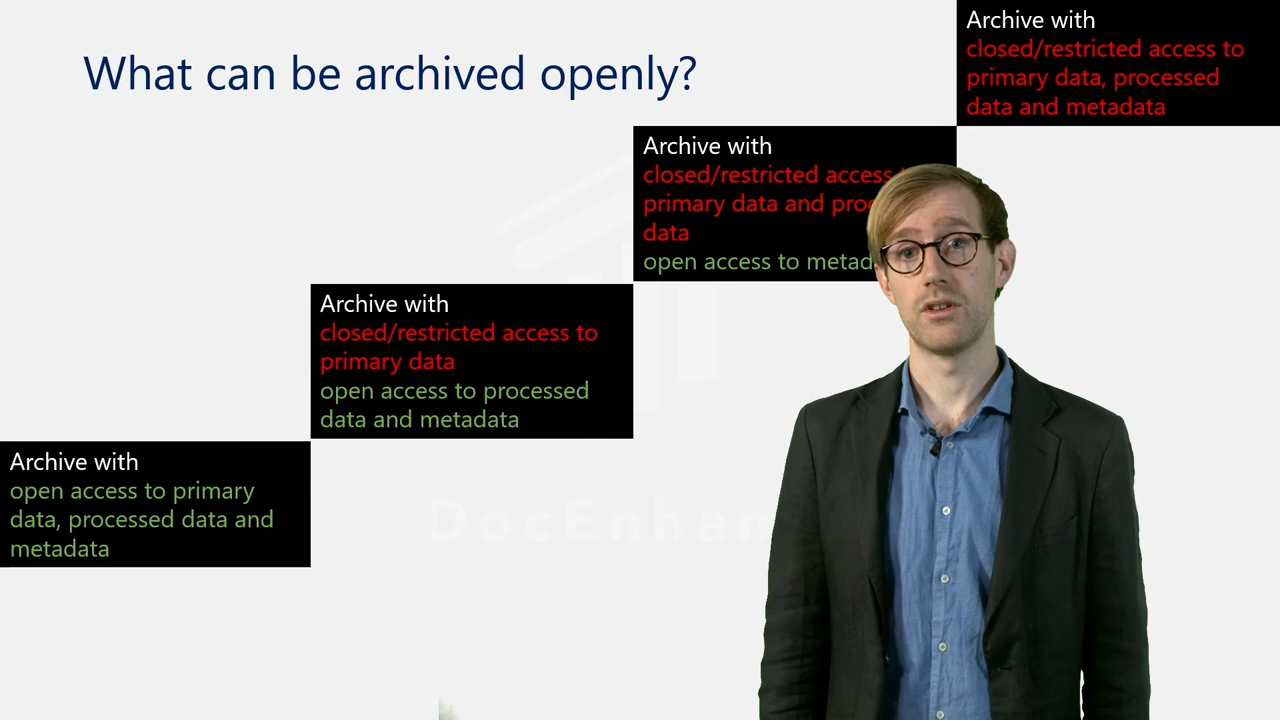 What can be archived openly?
Archive with
closed/restricted access to
primary data, processed
data and metadata
Archive with
closed/restricted access
primary data and
data
open access to
Archive with
closed/restricted access to
primary data
open access to processed
data and metadata
Archive with
open access to primary
data, processed data and
metadata